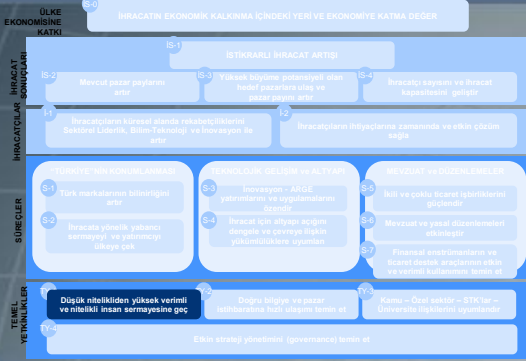 ÜLKE
EKONOMİSİNE
KATKI
İS-0
İHRACATIN EKONOMİK KALKINMA İÇİNDEKİ YERİ VE EKONOMİYE KATMA DEĞER
İHRACAT
SONUÇLARI
İS-1
İSTİKRARLI İHRACAT ARTIŞI
İS-2
Mevcut pazar paylarını
artır
İS-3
Yüksek büyüme potansiyeli olan
hedef pazarlara ulaş ve
pazar payını artır
İS-4
İhracatçı sayısını ve ihracat
kapasitesini geliştir
İHRACATÇILAR
İ-1
İhracatçıların küresel alanda rekabetçiliklerini
Sektörel Liderlik, Bilim-Teknoloji ve İnovasyon ile
artır
İ-2
İhracatçıların ihtiyaçlarına zamanında ve etkin çözüm
sağla
SÜREÇLER
"TÜRKİYE"NİN KONUMLANMASI
S-1
Türk markalarının bilinirliğini
artır
S-2
İhracata yönelik yabancı
sermayeyi ve yatırımcıyı
ülkeye çek
TEKNOLOJİK GELİŞİM ve ALTYAPI
S-3
İnovasyon - ARGE
yatırımlarını ve uygulamalarını
özendir
S-4
İhracat için altyapı açığını
dengele ve çevreye ilişkin
yükümlülüklere uyumlan
MEVZUAT ve DÜZENLEMELER
S-5
İkili ve çoklu ticaret işbirliklerini
güçlendir
S-6
Mevzuat ve yasal düzenlemeleri
etkinleştir
S-7
Finansal enstrümanların ve
ticaret destek araçlarının etkin
ve verimli kullanımını temin et
TEMEL
YETKİNLİKLER
TY-1
Düşük nitelikliden yüksek verimli
ve nitelikli insan sermayesine geç
TY-2
Doğru bilgiye ve pazar
istihbaratına hızlı ulaşımı temin et
TY-3
Kamu – Özel sektör – STK'lar –
Üniversite ilişkilerini uyumlandır
TY-4
Etkin strateji yönetimini (governance) temin et